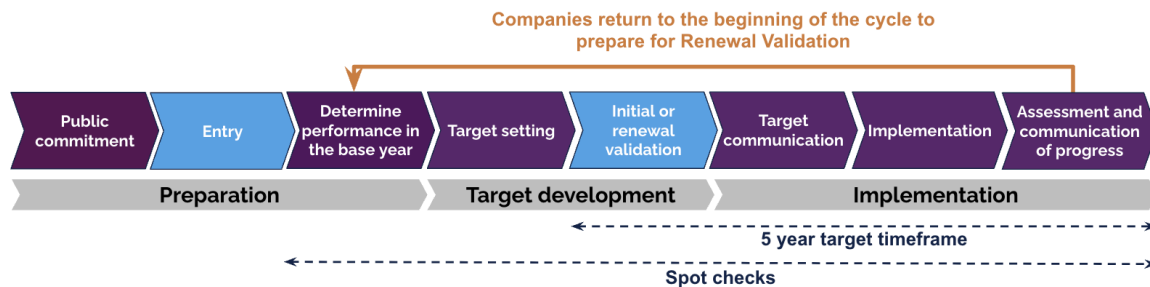 Companies return to the beginning of the cycle to
prepare for Renewal Validation
Public
commitment
Entry
Determine
performance in
the base year
Target setting
Initial or
renewal
validation
Target
communication
Implementation
Assessment and
communication
of progress
Preparation
Target development
Implementation
5 year target timeframe
Spot checks